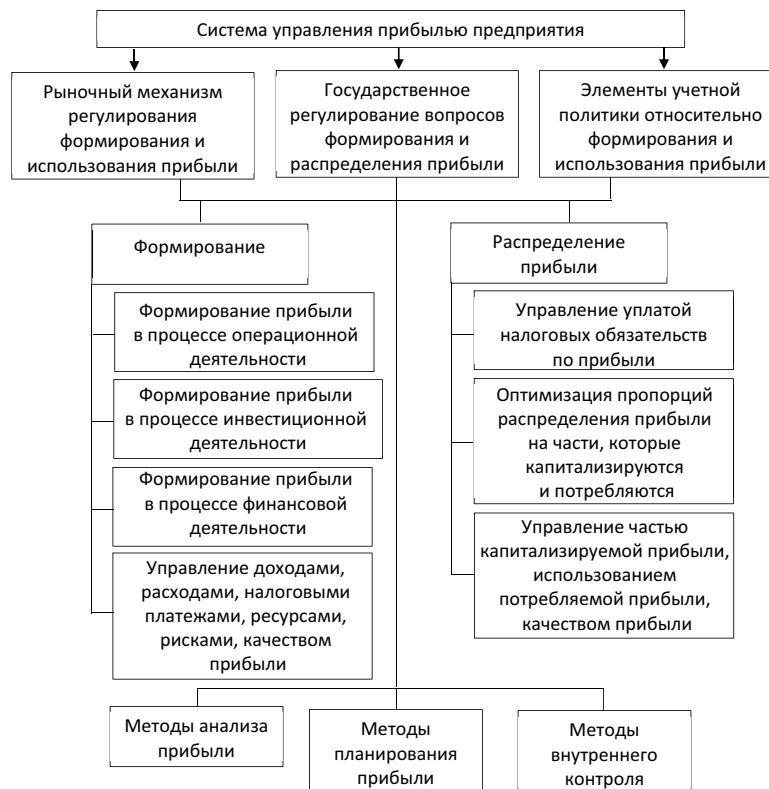 Система управления прибылью предприятия
Рыночный механизм
регулирования
формирования и
использования прибыли
Государственное
регулирование вопросов
формирования и
распределения прибыли
Элементы учетной
политики относительно
формирования и
использования прибыли
Формирование
Формирование прибыли
в процессе операционной
деятельности
Формирование прибыли
в процессе инвестиционной
деятельности
Формирование прибыли
в процессе финансовой
деятельности
Управление доходами,
расходами, налоговыми
платежами, ресурсами,
рисками, качеством
прибыли
Распределение
прибыли
Управление уплатой
налоговых обязательств
по прибыли
Оптимизация пропорций
распределения прибыли
на части, которые
капитализируются
и потребляются
Управление частью
капитализируемой прибыли,
использованием
потребляемой прибыли,
качеством прибыли
Методы анализа
прибыли
Методы
планирования
прибыли
Методы
внутреннего
контроля